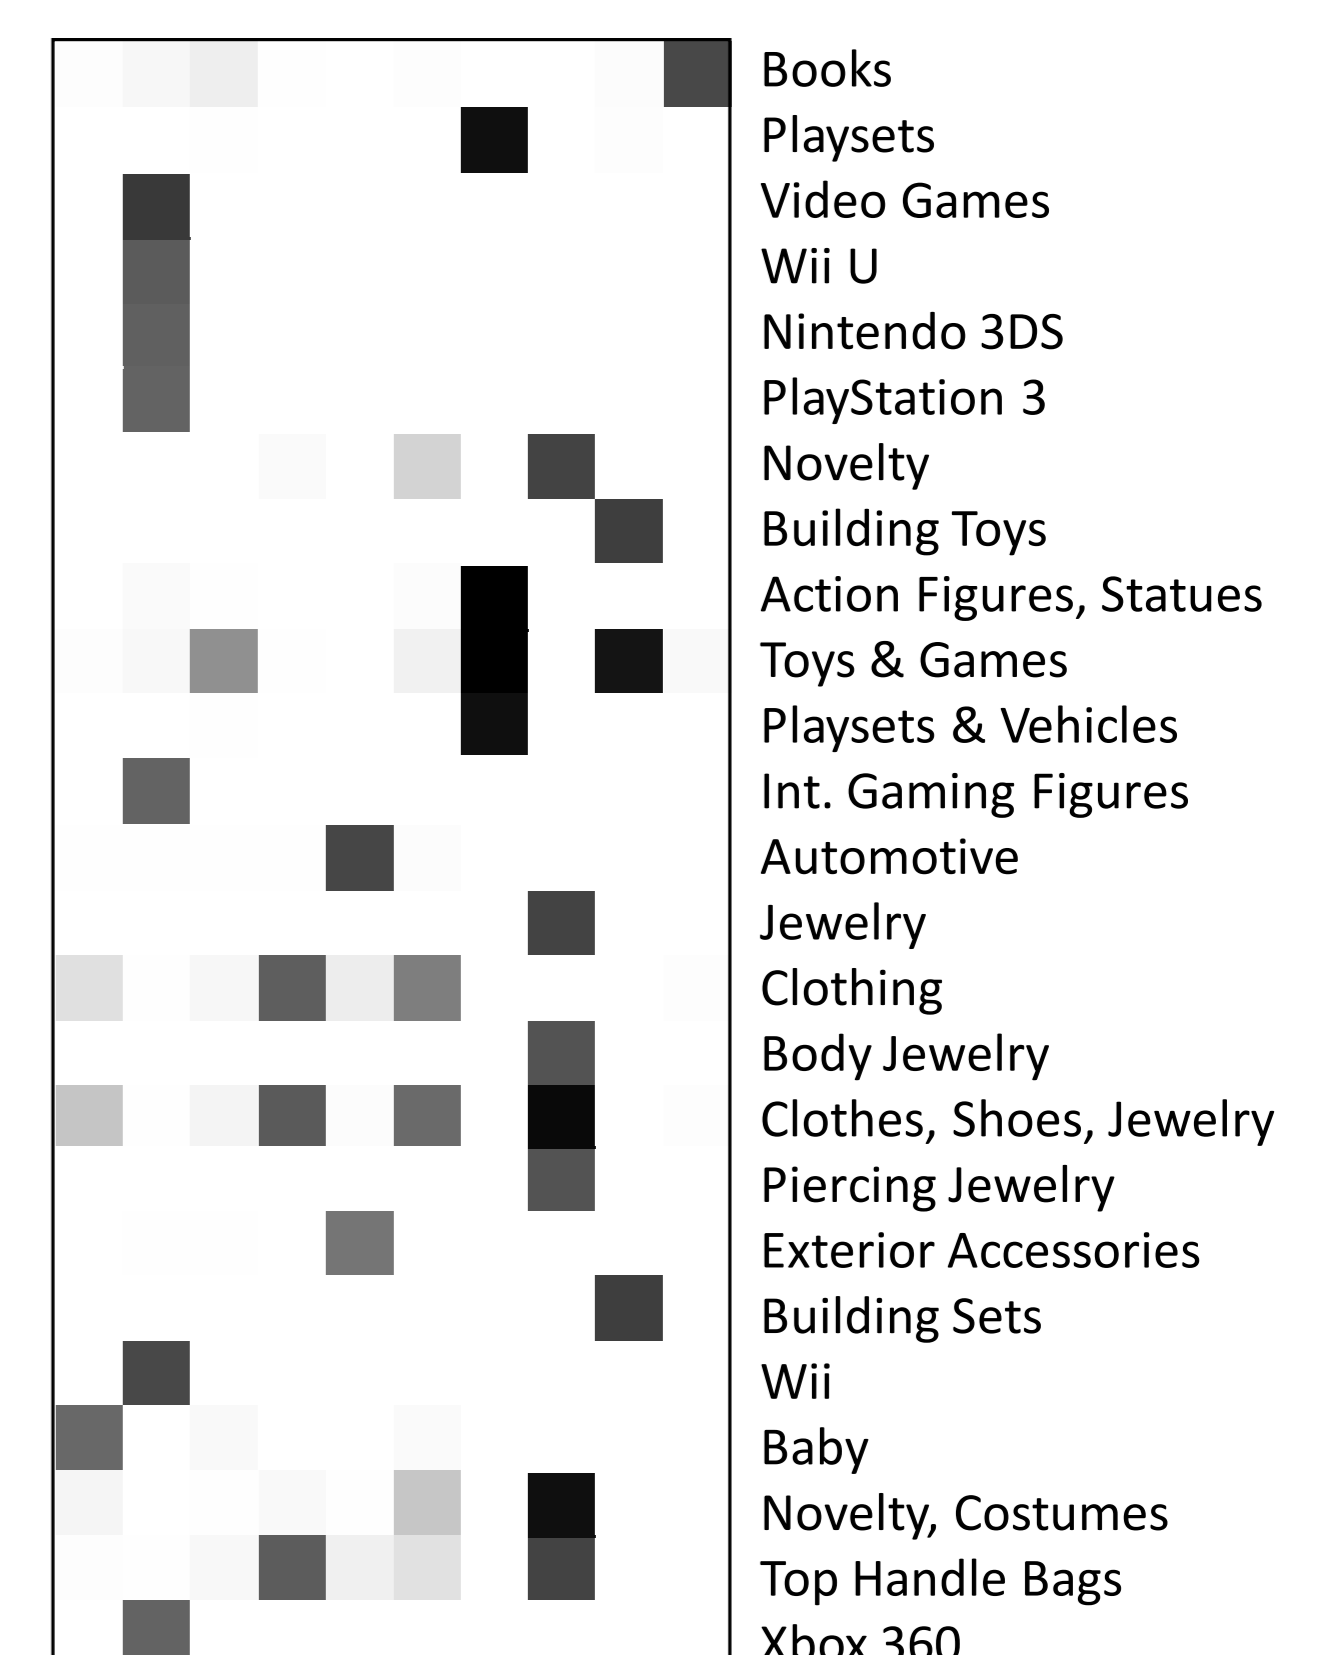 Books
Playsets
Video Games
Wii U
Nintendo 3DS
PlayStation 3
Novelty
Building Toys
Action Figures, Statues
Toys & Games
Playsets & Vehicles
Int. Gaming Figures
Automotive
Jewelry
Clothing
Body Jewelry
Clothes, Shoes, Jewelry
Piercing Jewelry
Exterior Accessories
Building Sets
Wii
Baby
Novelty, Costumes
Top Handle Bags
Xbox 360